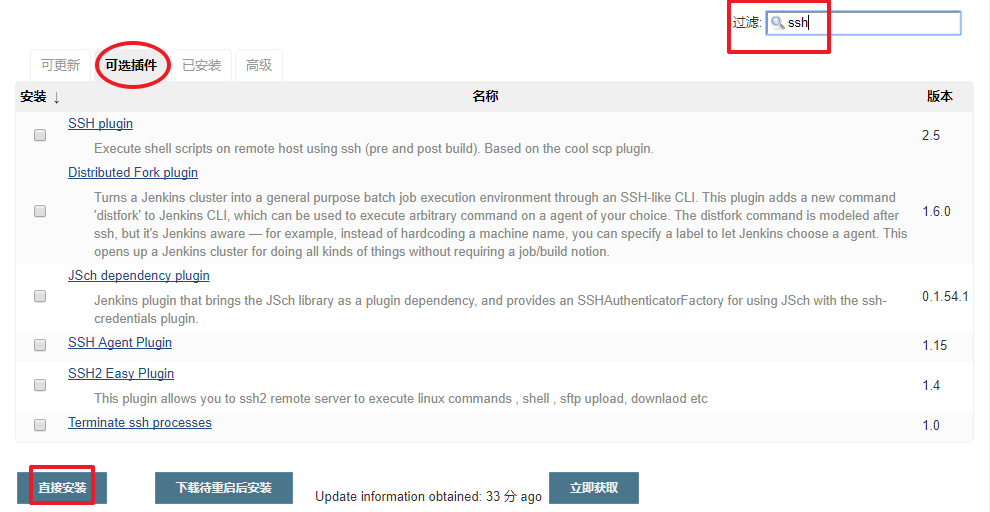 过滤: ssh
可更新 可选插件 已安装 高级
安装 ↓ 名称 版本
SSH plugin
Execute shell scripts on remote host using ssh (pre and post build). Based on the cool scp plugin.
2.5
Distributed Fork plugin
Turns a Jenkins cluster into a general purpose batch job execution environment through an SSH-like CLI. This plugin adds a new command
'distfork' to Jenkins CLI, which can be used to execute arbitrary command on a agent of your choice. The distfork command is modeled after
ssh, but it's Jenkins aware — for example, instead of hardcoding a machine name, you can specify a label to let Jenkins choose a agent. This
opens up a Jenkins cluster for doing all kinds of things without requiring a job/build notion.
1.6.0
JSch dependency plugin
Jenkins plugin that brings the JSch library as a plugin dependency, and provides an SSHAuthenticatorFactory for using JSch with the ssh-
credentials plugin.
0.1.54.1
SSH Agent Plugin
1.15
SSH2 Easy Plugin
This plugin allows you to ssh2 remote server to execute linux commands , shell , sftp upload, downlaod etc
1.4
Terminate ssh processes
1.0
直接安装 下载待重启后安装 Update information obtained: 33 分 ago 立即获取